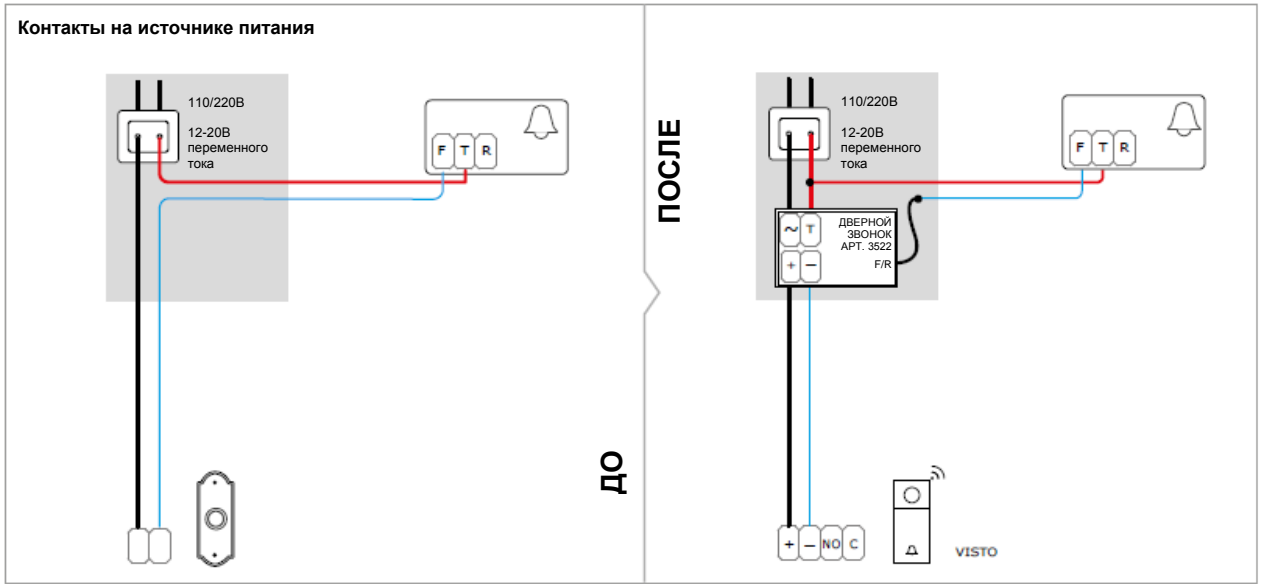 Контакты на источнике питания
110/220В
12-20В
переменного
тока
F T R
ДО
ПОСЛЕ
110/220В
12-20В
переменного
тока
F T R
~ T
ДВЕРНОЙ
ЗВОНОК
АРТ. 3522
+ −
F/R
+ − NO C
VISTO